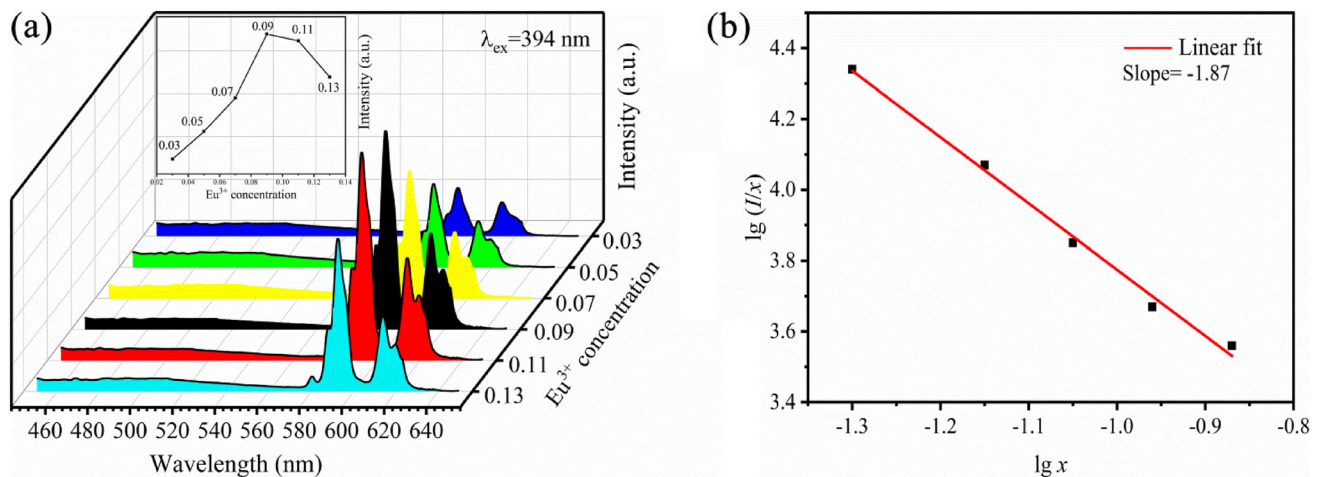 (a)
λex=394 nm
Intensity (a.u.)
0.03
0.05
0.07
0.09
0.11
0.13
Intensity (a.u.)
0.02 0.04 0.06 0.08 0.10 0.12 0.14
Eu3+ concentration
0.03
0.05
0.07
0.09
0.11
0.13
Eu3+ concentration
460 480 500 520 540 560 580 600 620 640
Wavelength (nm)
(b)
Linear fit
Slope= -1.87
4.4
4.2
4.0
3.8
3.6
3.4
lg (I/x)
-1.3 -1.2 -1.1 -1.0 -0.9 -0.8
lg x